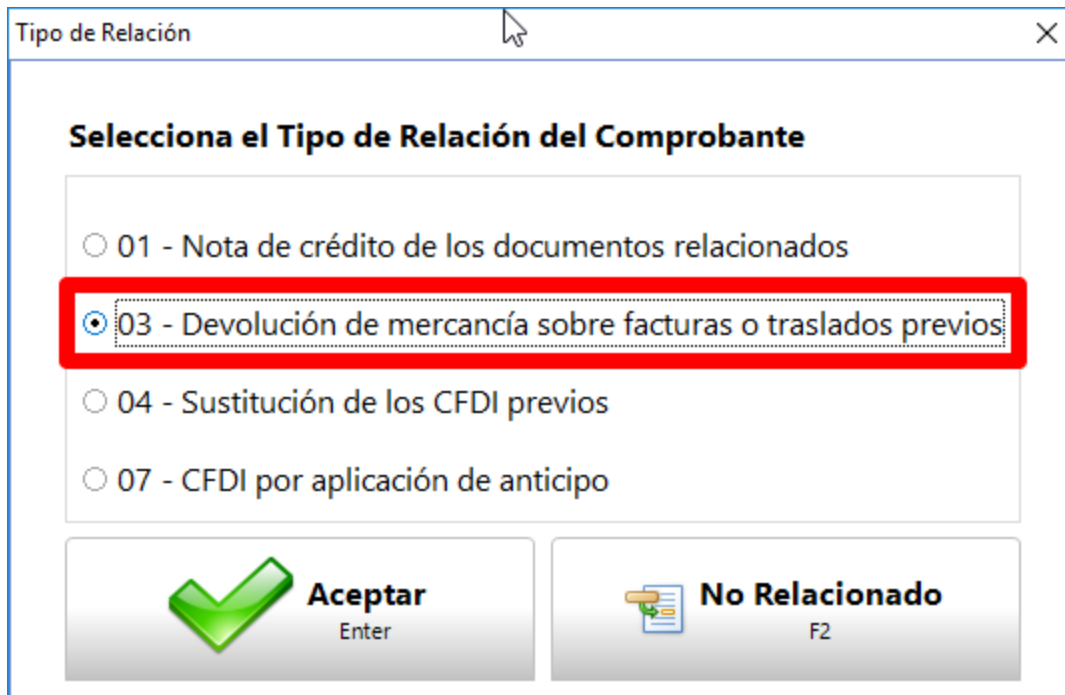 Tipo de Relación
Selecciona el Tipo de Relación del Comprobante
01 - Nota de crédito de los documentos relacionados
03 - Devolución de mercancía sobre facturas o traslados previos
04 - Sustitución de los CFDI previos
07 - CFDI por aplicación de anticipo
Aceptar
Enter
No Relacionado
F2